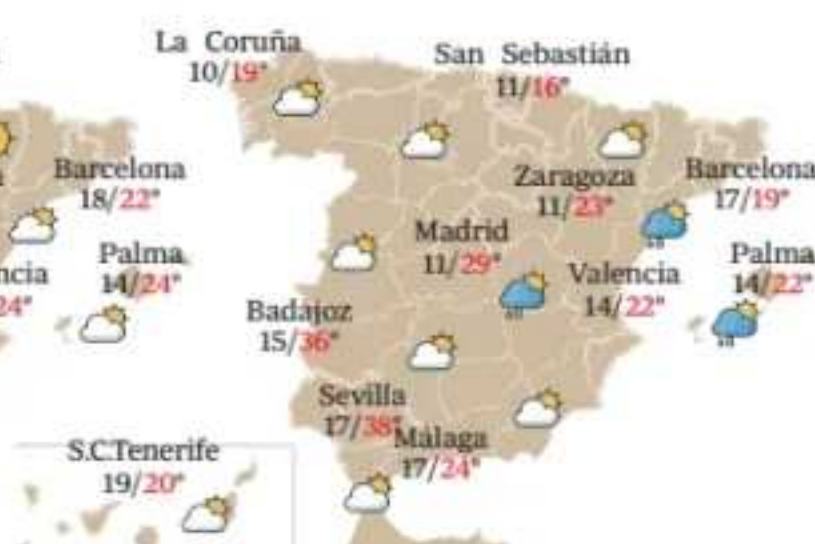 La Coruña
10/19°
San Sebastián
11/16°
Barcelona
18/22°
Zaragoza
11/23°
Barcelona
17/19°
Palma
14/24°
Madrid
11/29°
Valencia
14/22°
Palma
14/22°
ncia
24°
Badajoz
15/36°
Sevilla
17/38°
Málaga
17/24°
S.C.Tenerife
19/20°